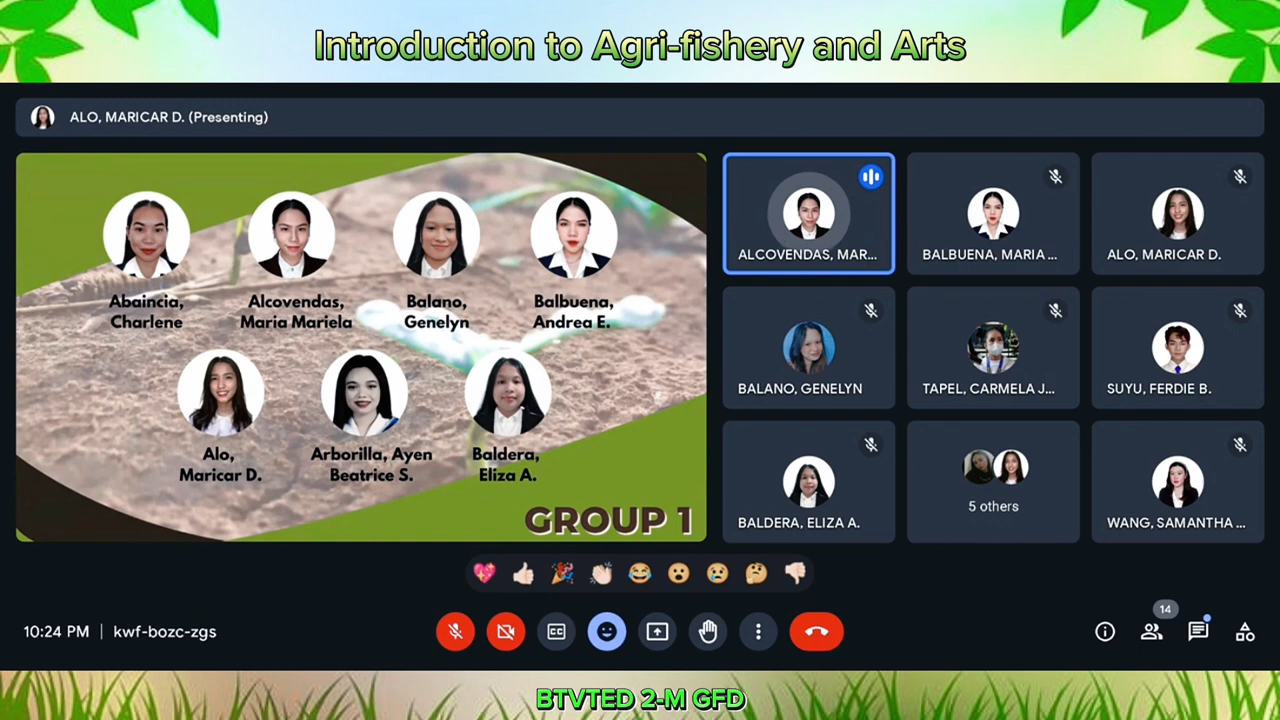 Introduction to Agri-fishery and Arts
ALO, MARICAR D. (Presenting)
Abaincia,
Charlene
Alcovendas,
Maria Mariela
Balano,
Genelyn
Balbuena,
Andrea E.
Alo,
Maricar D.
Arborilla, Ayen
Beatrice S.
Baldera,
Eliza A.
GROUP 1
ALCOVENDAS, MAR...
BALBUENA, MARIA ...
ALO, MARICAR D.
BALANO, GENELYN
TAPEL, CARMELA J...
SUYU, FERDIE B.
BALDERA, ELIZA A.
5 others
WANG, SAMANTHA ...
10:24 PM | kwf-bozc-zgs
CC
14
BTVTED 2-M GFD